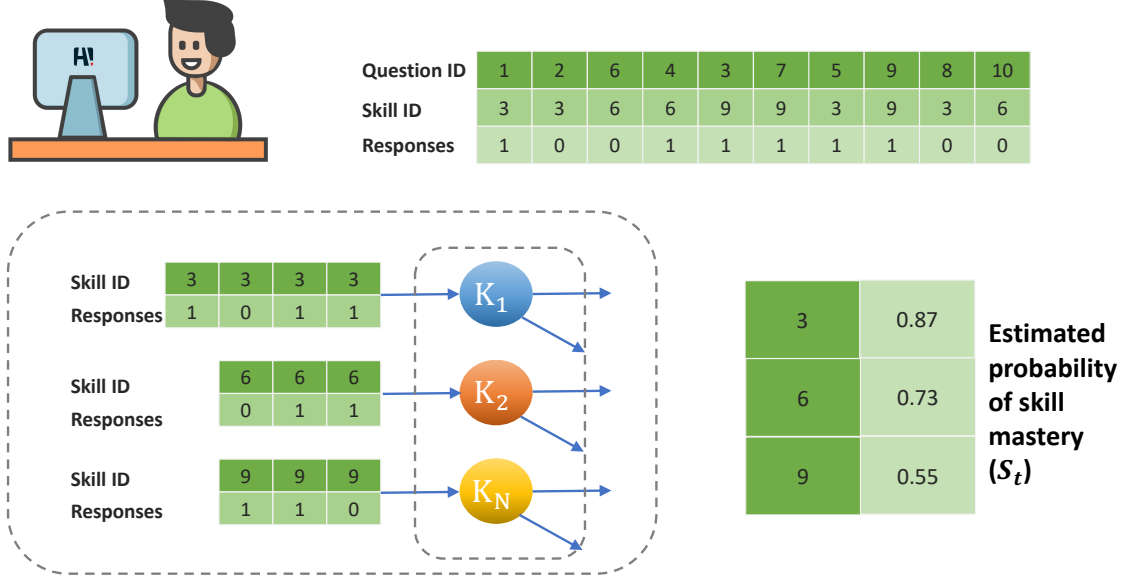 H!
Question ID 1 2 6 4 3 7 5 9 8 10
Skill ID 3 3 6 6 9 9 3 9 3 6
Responses 1 0 0 1 1 1 1 1 0 0
Skill ID 3 3 3 3
Responses 1 0 1 1
K1
Skill ID 6 6 6
Responses 0 1 1
K2
Skill ID 9 9 9
Responses 1 1 0
KN
3 0.87
6 0.73
9 0.55
Estimated
probability
of skill
mastery
(St)